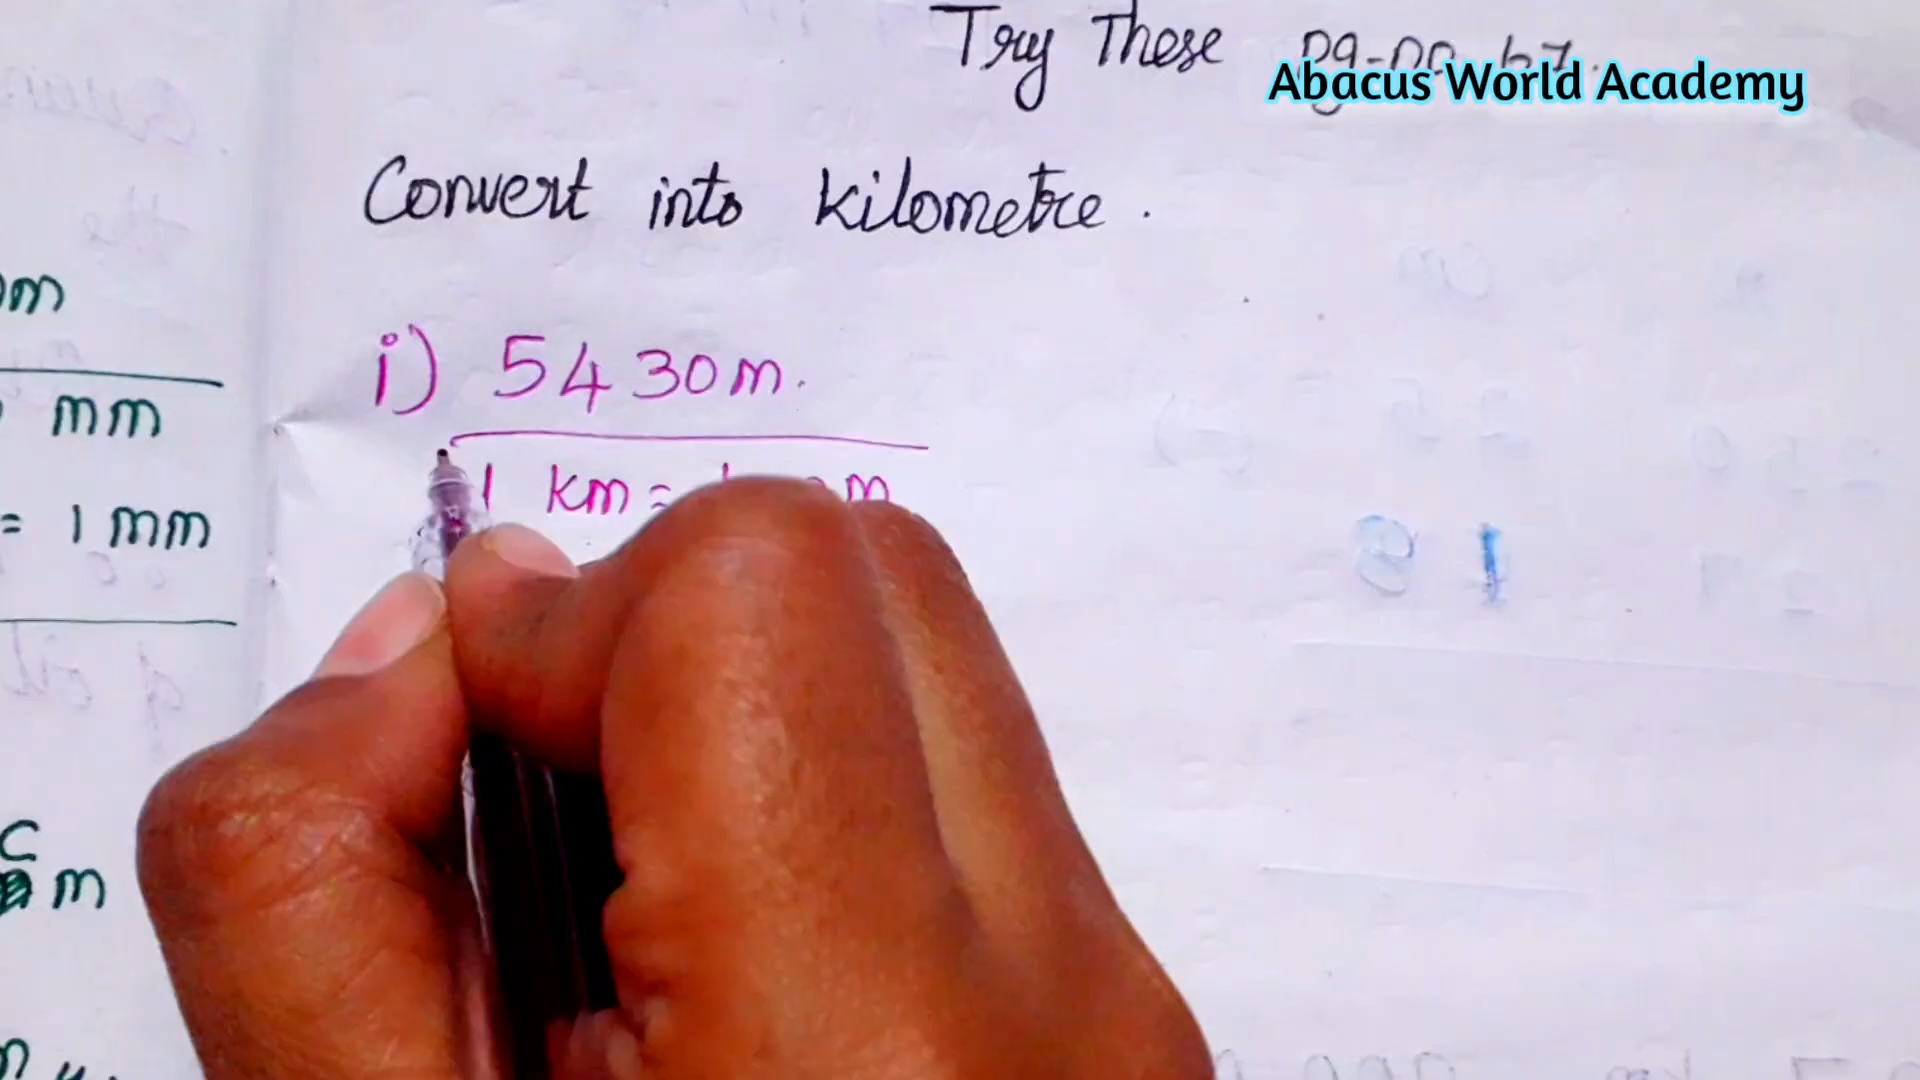 Try These
Abacus World Academy
Convert into kilometre.
i) 5430m.
1 km =
m
mm
= 1 mm
c
m